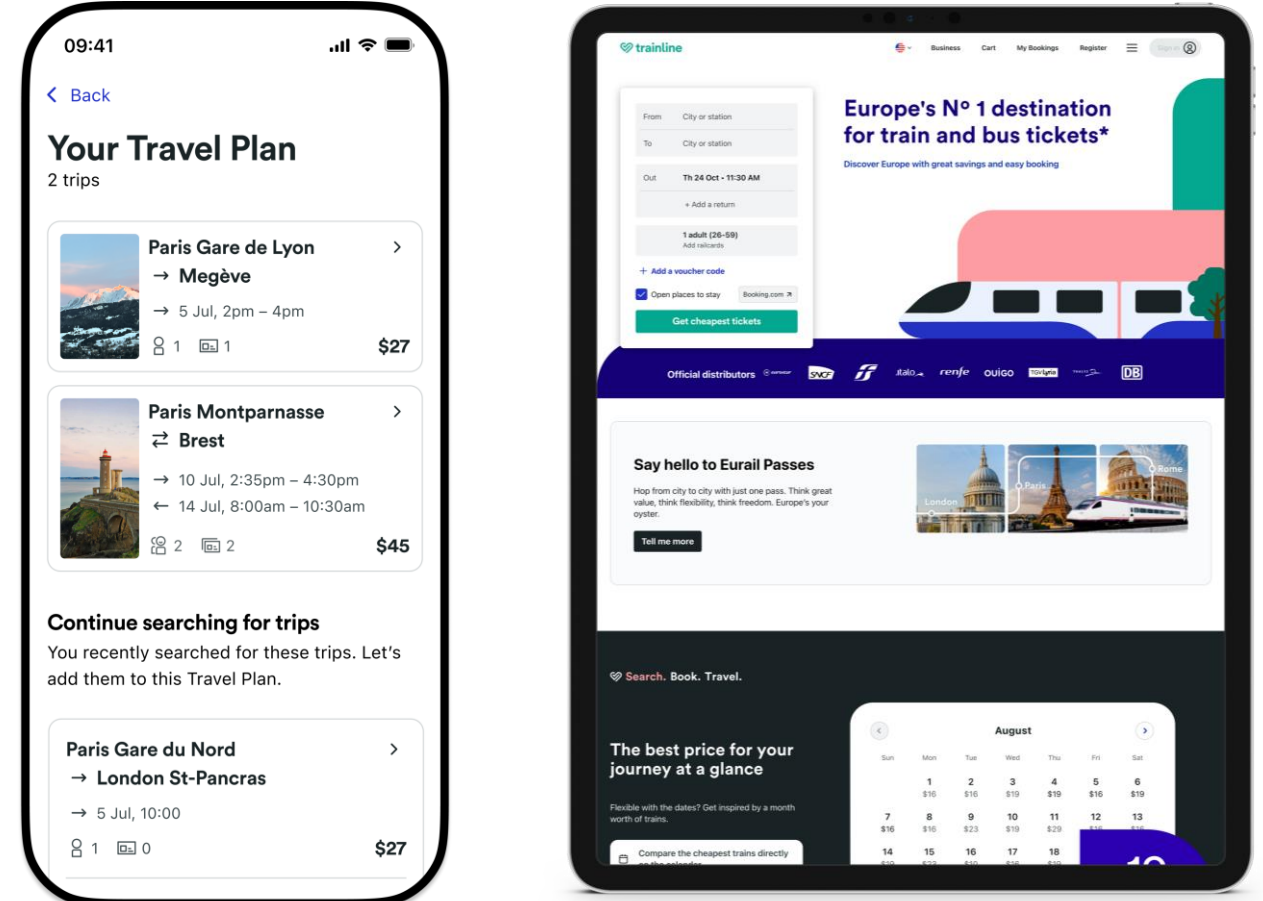 09:41
Back
Your Travel Plan
2 trips
Paris Gare de Lyon
→ Megève
→ 5 Jul, 2pm – 4pm
1 1
$27
Paris Montparnasse
⇄ Brest
→ 10 Jul, 2:35pm – 4:30pm
← 14 Jul, 8:00am – 10:30am
2 2
$45
Continue searching for trips
You recently searched for these trips. Let's
add them to this Travel Plan.
Paris Gare du Nord
→ London St-Pancras
→ 5 Jul, 10:00
1 0
$27
trainline
Business Cart My Bookings Register Sign in
From City or station
To City or station
Out Th 24 Oct • 11:30 AM
+ Add a return
1 adult (26-59)
Add railcards
+ Add a voucher code
Open places to stay Booking.com
Get cheapest tickets
Europe's Nº 1 destination
for train and bus tickets*
Discover Europe with great savings and easy booking
Official distributors SNCF italo renfe OUIGO TGV Lyria DB
Say hello to Eurail Passes
Hop from city to city with just one pass. Think great
value, think flexibility, think freedom. Europe's your
oyster.
Tell me more
London
Paris
Rome
Search. Book. Travel.
The best price for your
journey at a glance
Flexible with the dates? Get inspired by a month
worth of trains.
Compare the cheapest trains directly
August
Sun Mon Tue Wed Thu Fri Sat
1 2 3 4 5 6
$16 $16 $19 $19 $16 $19
7 8 9 10 11 12 13
$16 $16 $23 $19 $29
14 15 16 17 18